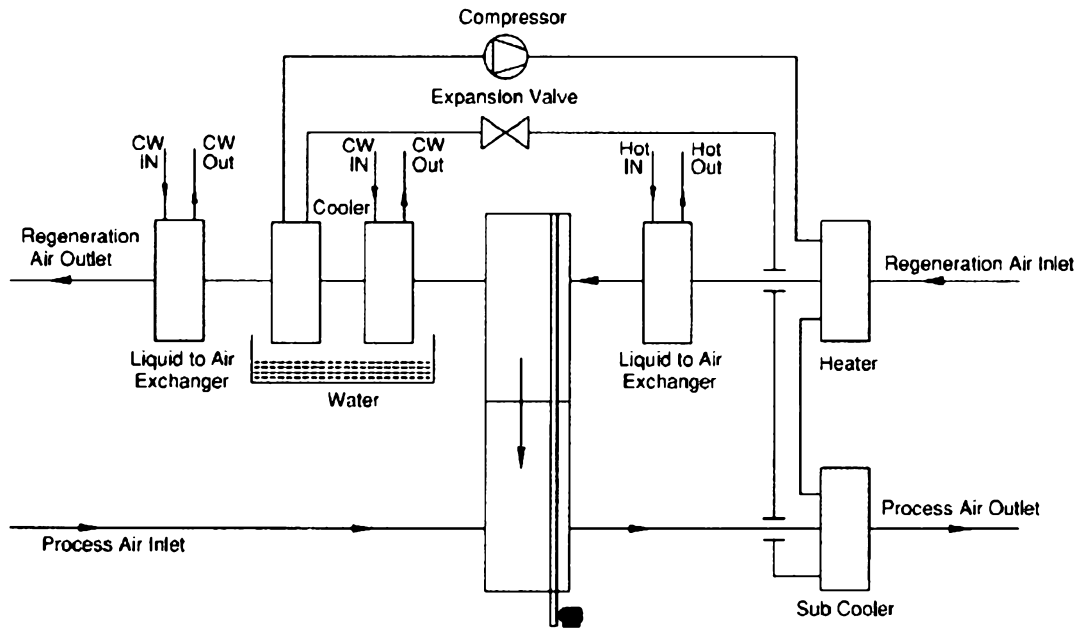 Compressor
Expansion Valve
CW
IN
CW
Out
CW
IN
CW
Out
Hot
IN
Hot
Out
Cooler
Regeneration
Air Outlet
Regeneration Air Inlet
Liquid to Air
Exchanger
Water
Liquid to Air
Exchanger
Heater
Process Air Inlet
Process Air Outlet
Sub Cooler